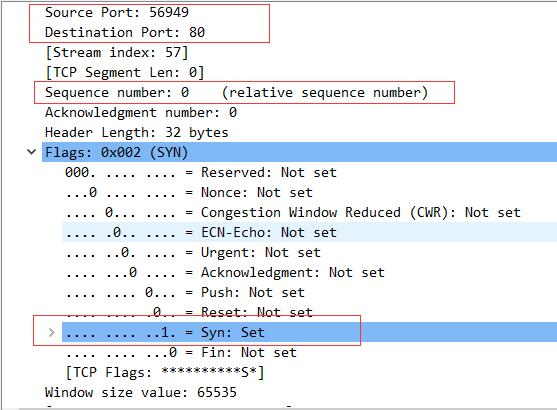 Source Port: 56949
Destination Port: 80
[Stream index: 57]
[TCP Segment Len: 0]
Sequence number: 0    (relative sequence number)
Acknowledgment number: 0
Header Length: 32 bytes
Flags: 0x002 (SYN)
000. .... .... = Reserved: Not set
...0 .... .... = Nonce: Not set
.... 0... .... = Congestion Window Reduced (CWR): Not set
.... .0.. .... = ECN-Echo: Not set
.... ..0. .... = Urgent: Not set
.... ...0 .... = Acknowledgment: Not set
.... .... 0... = Push: Not set
.... .... .0.. = Reset: Not set
.... .... ..1. = Syn: Set
.... .... ...0 = Fin: Not set
[TCP Flags: **********S*]
Window size value: 65535